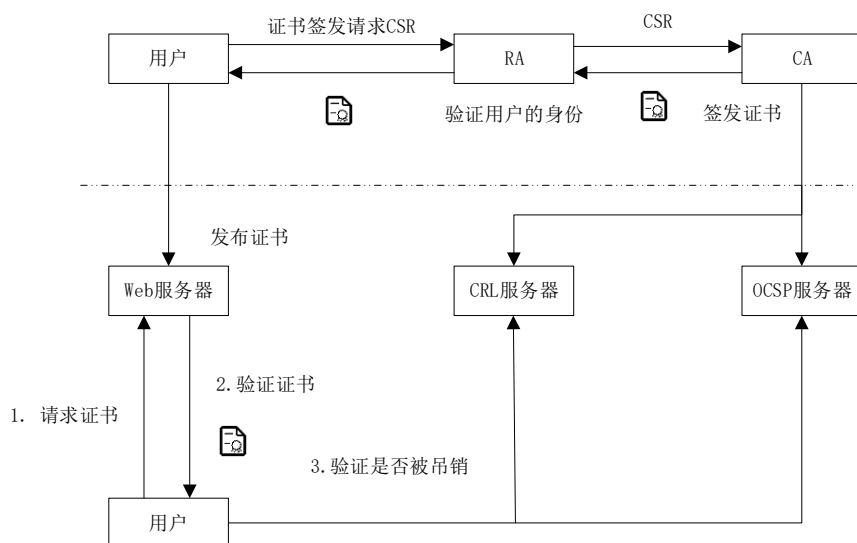 证书签发请求CSR
CSR
用户
RA
CA
验证用户的身份
签发证书
发布证书
Web服务器
CRL服务器
OCSP服务器
2.验证证书
1. 请求证书
3.验证是否被吊销
用户